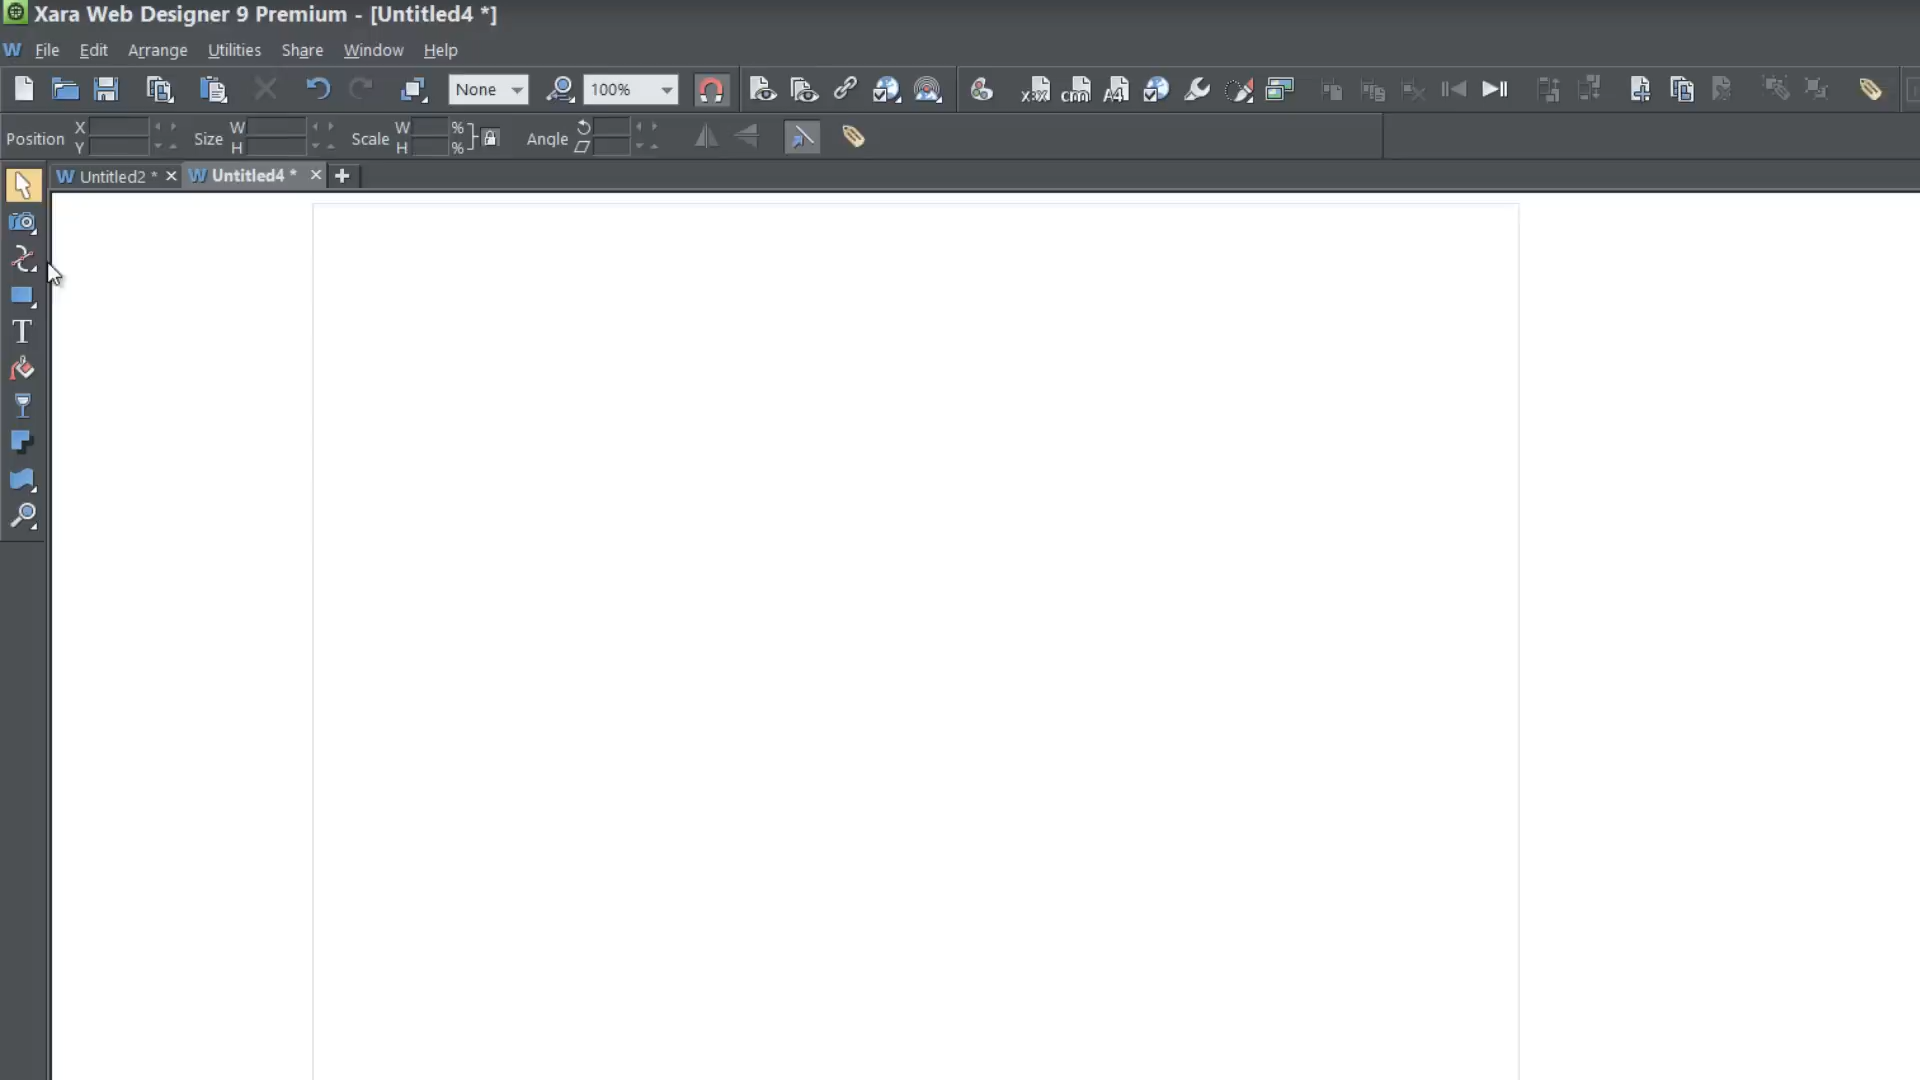 Xara Web Designer 9 Premium - [Untitled4 *]
W File Edit Arrange Utilities Share Window Help
None 100% A4
Position X Y Size W H Scale W H % % Angle
W Untitled2 * W Untitled4 *
T